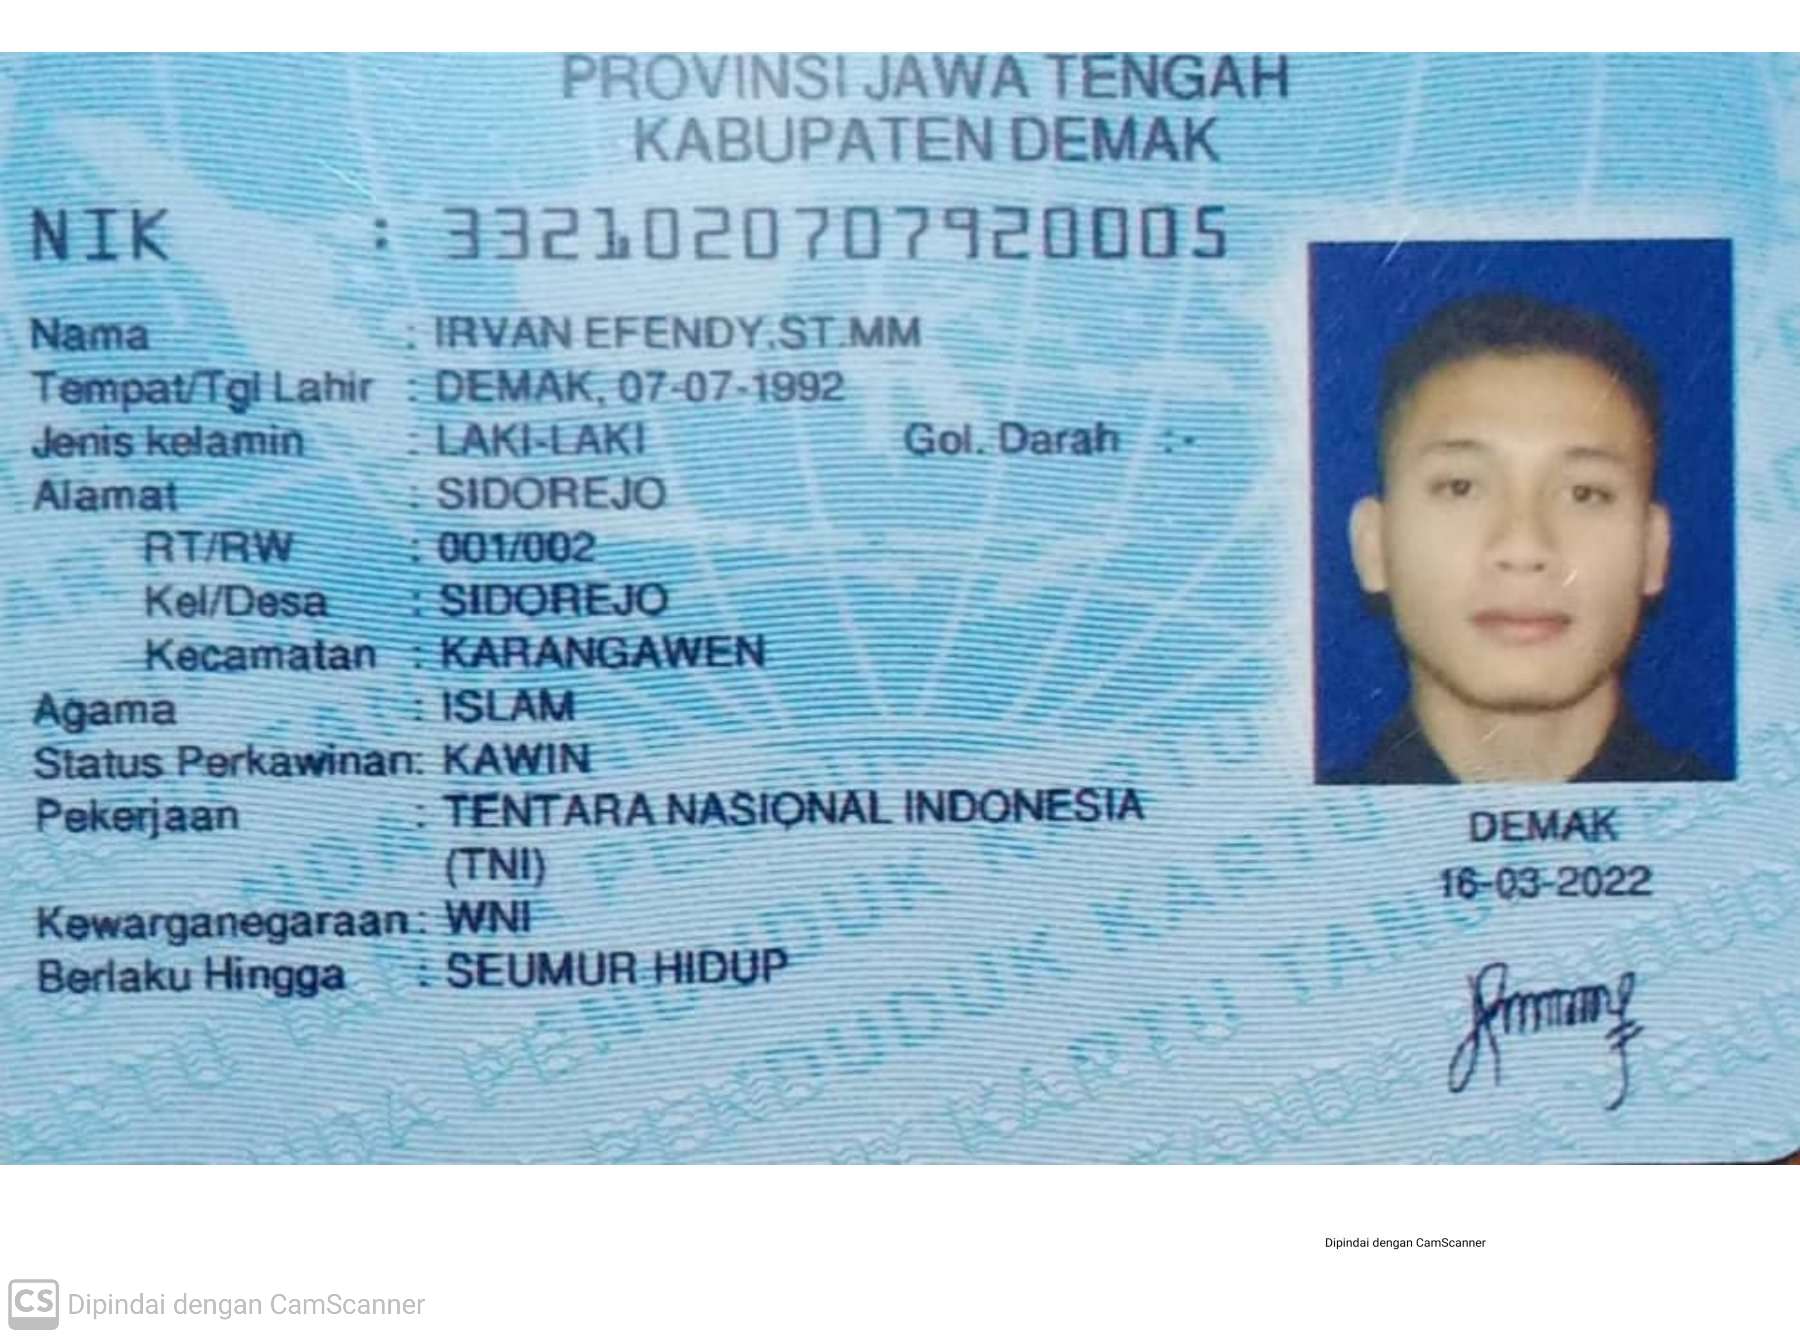 PROVINSI JAWA TENGAH
KABUPATEN DEMAK
NIK : 3321020707920005
Nama : IRVAN EFENDY.ST.MM
Tempat/Tgl Lahir : DEMAK, 07-07-1992
Jenis kelamin : LAKI-LAKI Gol. Darah : -
Alamat : SIDOREJO
RT/RW : 001/002
Kel/Desa : SIDOREJO
Kecamatan : KARANGAWEN
Agama : ISLAM
Status Perkawinan: KAWIN
Pekerjaan : TENTARA NASIONAL INDONESIA
(TNI)
Kewarganegaraan: WNI
Berlaku Hingga : SEUMUR HIDUP
DEMAK
16-03-2022
Dipindai dengan CamScanner
CS Dipindai dengan CamScanner